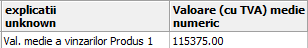 explicatii Valoare (cu TVA) medie
unknown numeric
Val. medie a vinzarilor Produs 1 115375.00